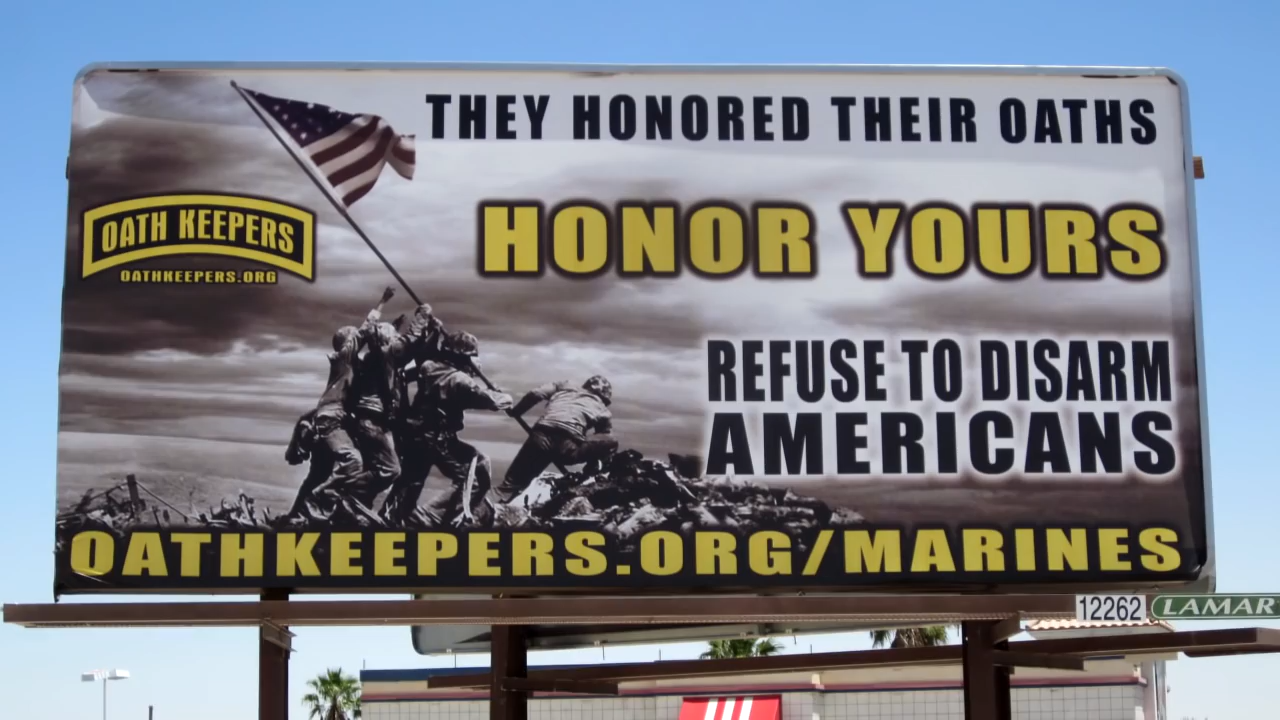 THEY HONORED THEIR OATHS
OATH KEEPERS
OATHKEEPERS.ORG
HONOR YOURS
REFUSE TO DISARM
AMERICANS
OATHKEEPERS.ORG/MARINES
12262
LAMAR